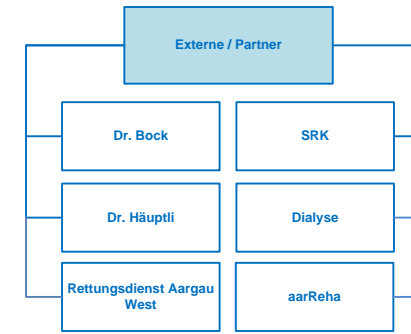 Externe / Partner
Dr. Bock
SRK
Dr. Häuptli
Dialyse
Rettungsdienst Aargau
West
aarReha